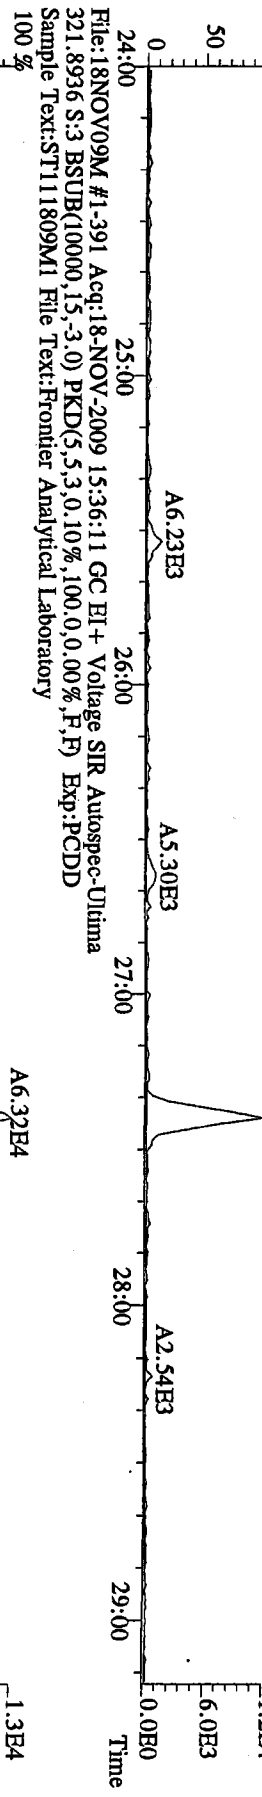 50
0
A6.23E3
A5.30E3
A2.54E3
6.0E3
0.0E0
24:00
25:00
26:00
27:00
28:00
29:00
Time
File:18NOV09M #1-391 Acq:18-NOV-2009 15:36:11 GC EI+ Voltage SIR Autospec-Ultima
321.8936 S:3 BSUB(10000,15,-3.0) PKD(5,5,3,0.10%,100.0,0.00%,F,F) Exp:PCDD
Sample Text:ST111809M1 File Text:Frontier Analytical Laboratory
100 %
A6.32E4
1.3E4